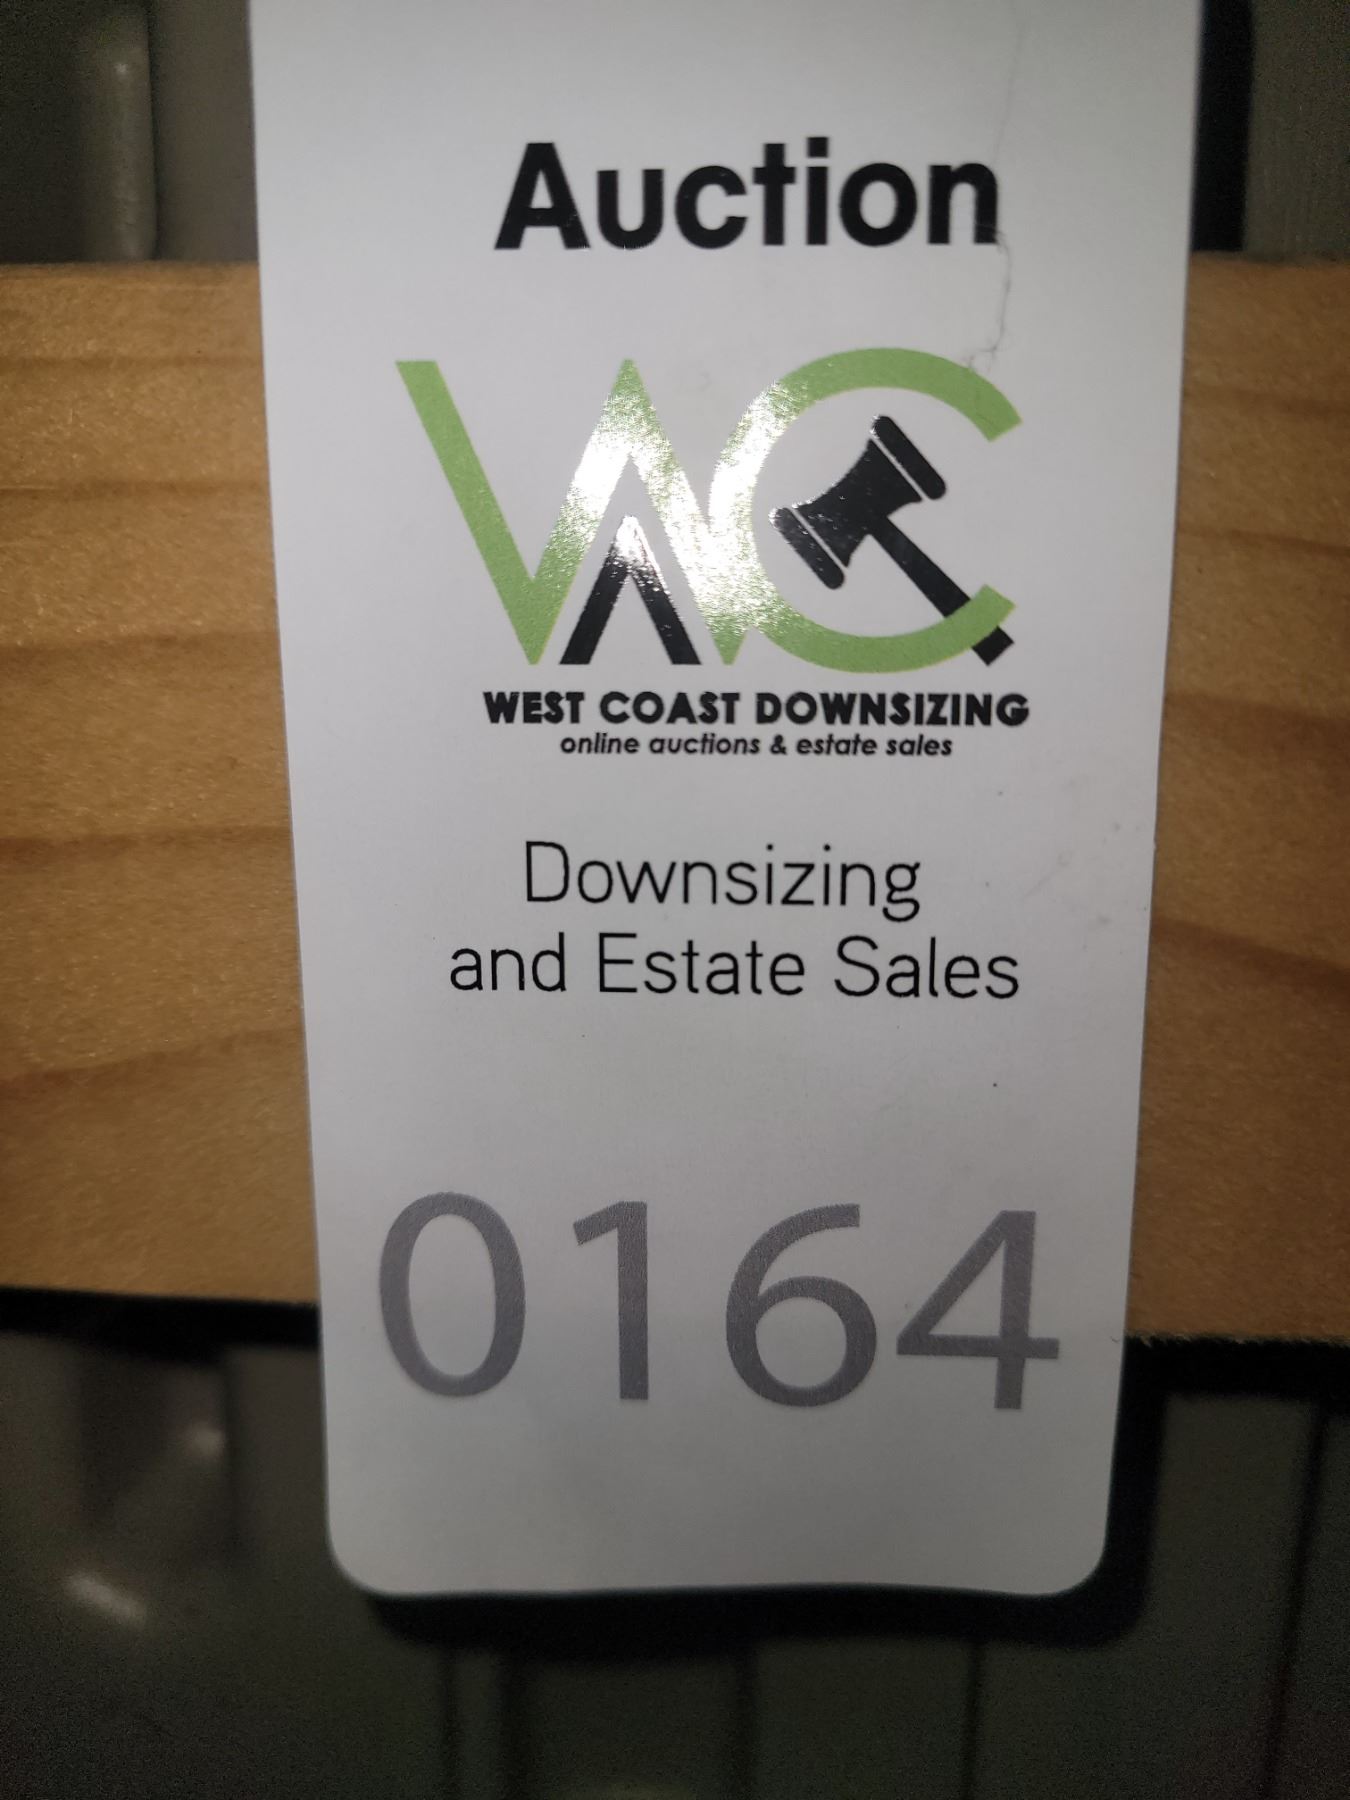 Auction
WC
WEST COAST DOWNSIZING
online auctions & estate sales
Downsizing
and Estate Sales
0164